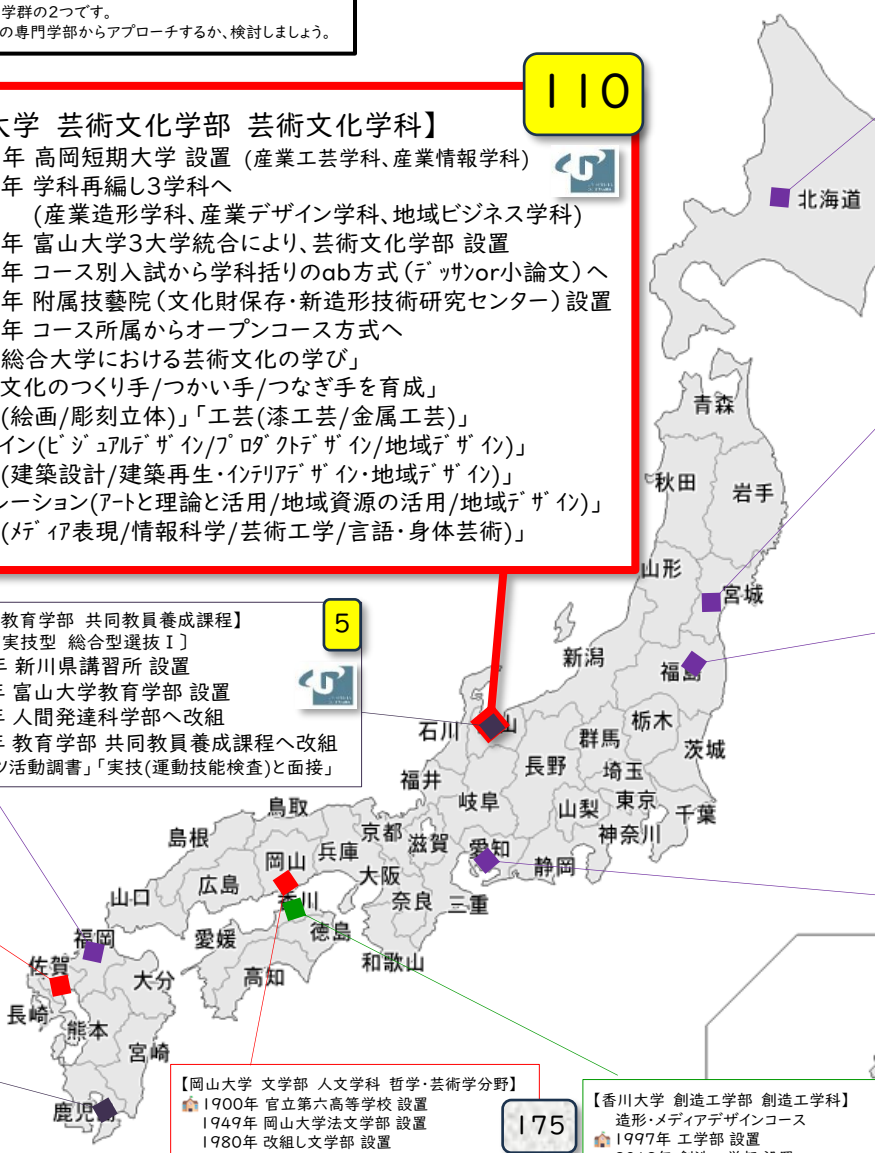 学群の2つです。
の専門学部からアプローチするか、検討しましょう。
110
大学 芸術文化学部 芸術文化学科】
年 高岡短期大学 設置 (産業工芸学科、産業情報学科)
年 学科再編し3学科へ
(産業造形学科、産業デザイン学科、地域ビジネス学科)
年 富山大学3大学統合により、芸術文化学部 設置
年 コース別入試から学科括りのab方式(ﾃﾞｯｻﾝor小論文)へ
年 附属技藝院(文化財保存・新造形技術研究センター)設置
年 コース所属からオープンコース方式へ
総合大学における芸術文化の学び」
文化のつくり手/つかい手/つなぎ手を育成」
(絵画/彫刻立体)」「工芸(漆工芸/金属工芸)」
イン(ﾋﾞｼﾞｭｱﾙﾃﾞｻﾞｲﾝ/ﾌﾟﾛﾀﾞｸﾄﾃﾞｻﾞｲﾝ/地域ﾃﾞｻﾞｲﾝ)」
(建築設計/建築再生・ｲﾝﾃﾘｱﾃﾞｻﾞｲﾝ・地域ﾃﾞｻﾞｲﾝ)」
レーション(ｱｰﾄと理論と活用/地域資源の活用/地域ﾃﾞｻﾞｲﾝ)」
(ﾒﾃﾞｨｱ表現/情報科学/芸術工学/言語・身体芸術)」
北海道
青森
秋田
岩手
山形
宮城
新潟
福島
5
教育学部 共同教員養成課程】
実技型 総合型選抜Ⅰ〕
年 新川県講習所 設置
年 富山大学教育学部 設置
年 人間発達科学部へ改組
年 教育学部 共同教員養成課程へ改組
ツ活動調書」「実技(運動技能検査)と面接」
石川
山
群馬
栃木
茨城
福井
長野
埼玉
岐阜
山梨
東京
千葉
神奈川
鳥取
島根
京都
滋賀
愛知
静岡
岡山
兵庫
広島
大阪
山口
香川
奈良
三重
福岡
愛媛
徳島
和歌山
佐賀
大分
高知
長崎
熊本
宮崎
鹿児
【岡山大学 文学部 人文学科 哲学・芸術学分野】
1900年 官立第六高等学校 設置
1949年 岡山大学法文学部 設置
1980年 改組し文学部 設置
175
【香川大学 創造工学部 創造工学科】
造形・メディアデザインコース
1997年 工学部 設置